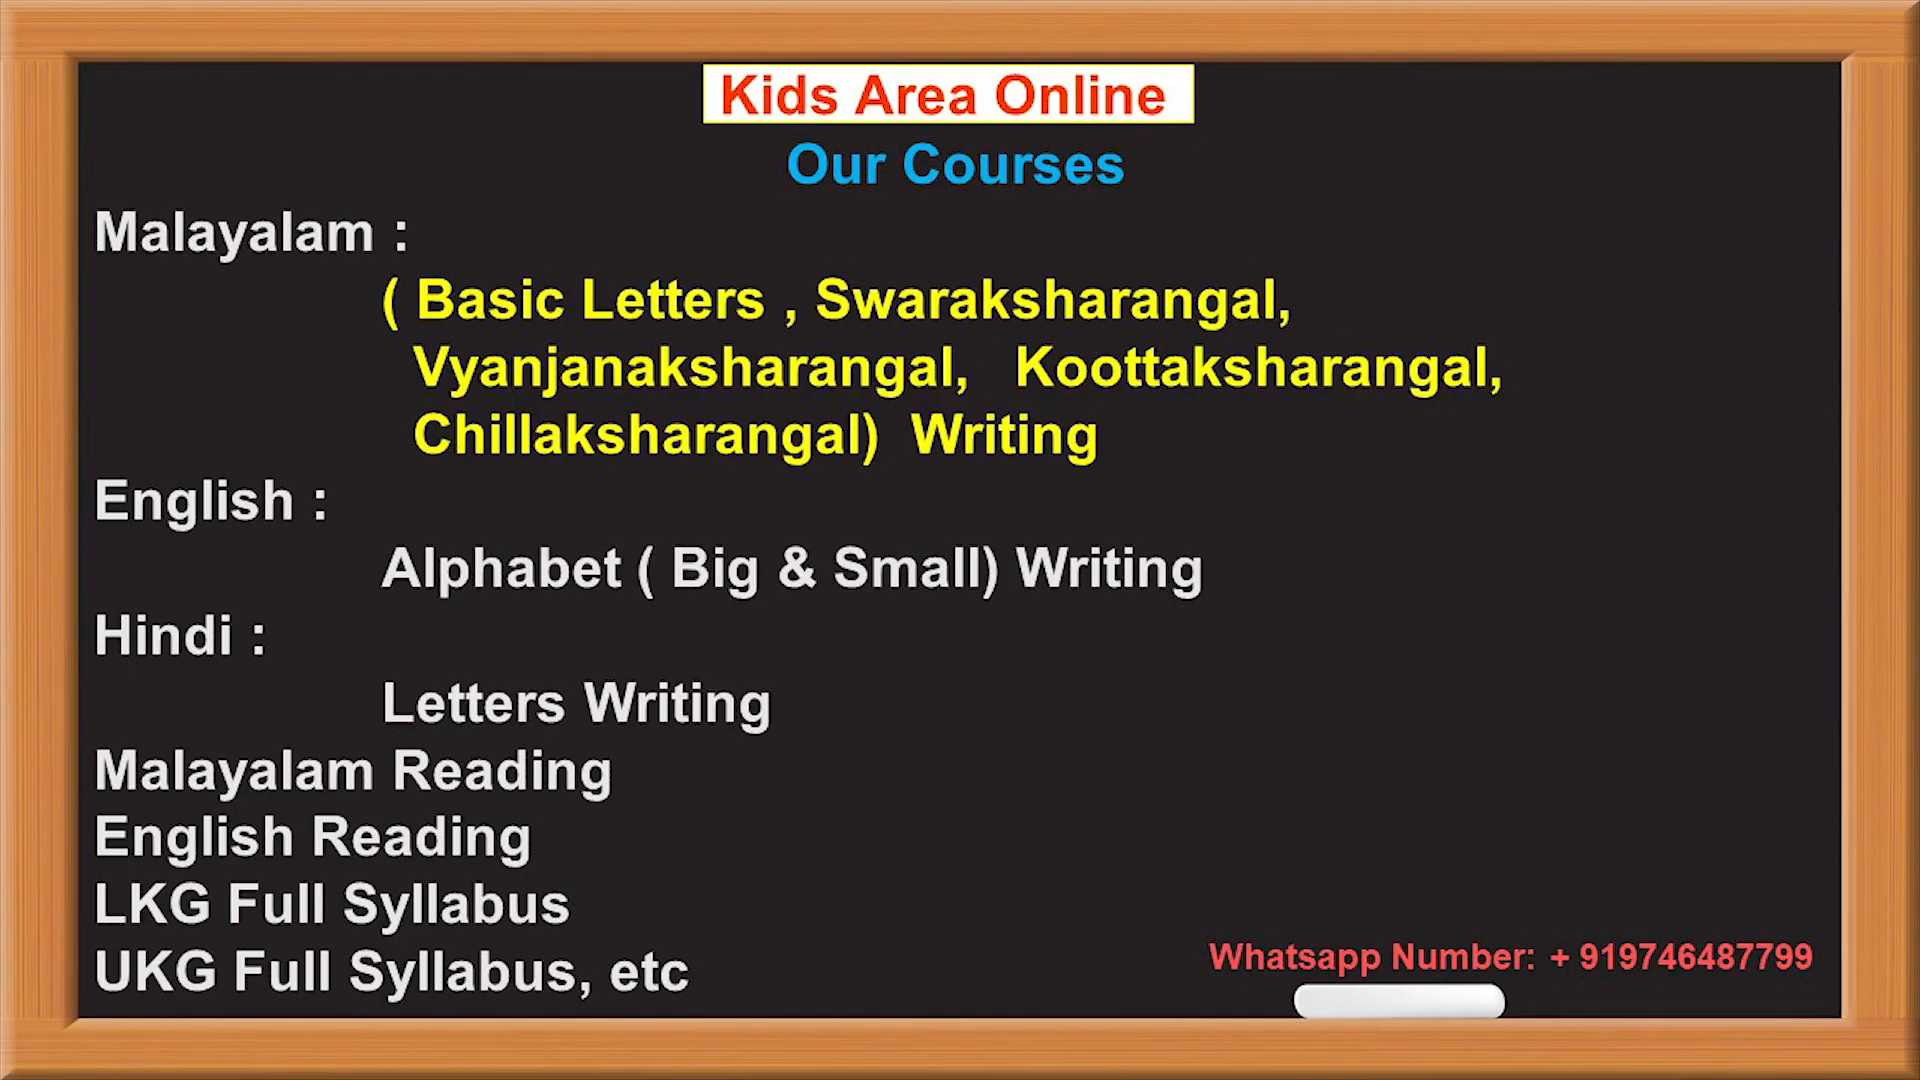 Kids Area Online
Our Courses
Malayalam :
( Basic Letters , Swaraksharangal,
Vyanjanaksharangal, Koottaksharangal,
Chillaksharangal) Writing
English :
Alphabet ( Big & Small) Writing
Hindi :
Letters Writing
Malayalam Reading
English Reading
LKG Full Syllabus
UKG Full Syllabus, etc
Whatsapp Number: + 919746487799